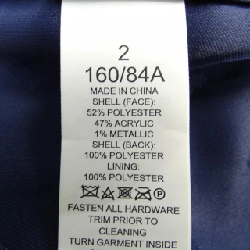 2
160/84A
MADE IN CHINA
SHELL (FACE):
52% POLYESTER
47% ACRYLIC
1% METALLIC
SHELL (BACK):
100% POLYESTER
LINING:
100% POLYESTER
P
FASTEN ALL HARDWARE
TRIM PRIOR TO
CLEANING
TURN GARMENT INSIDE